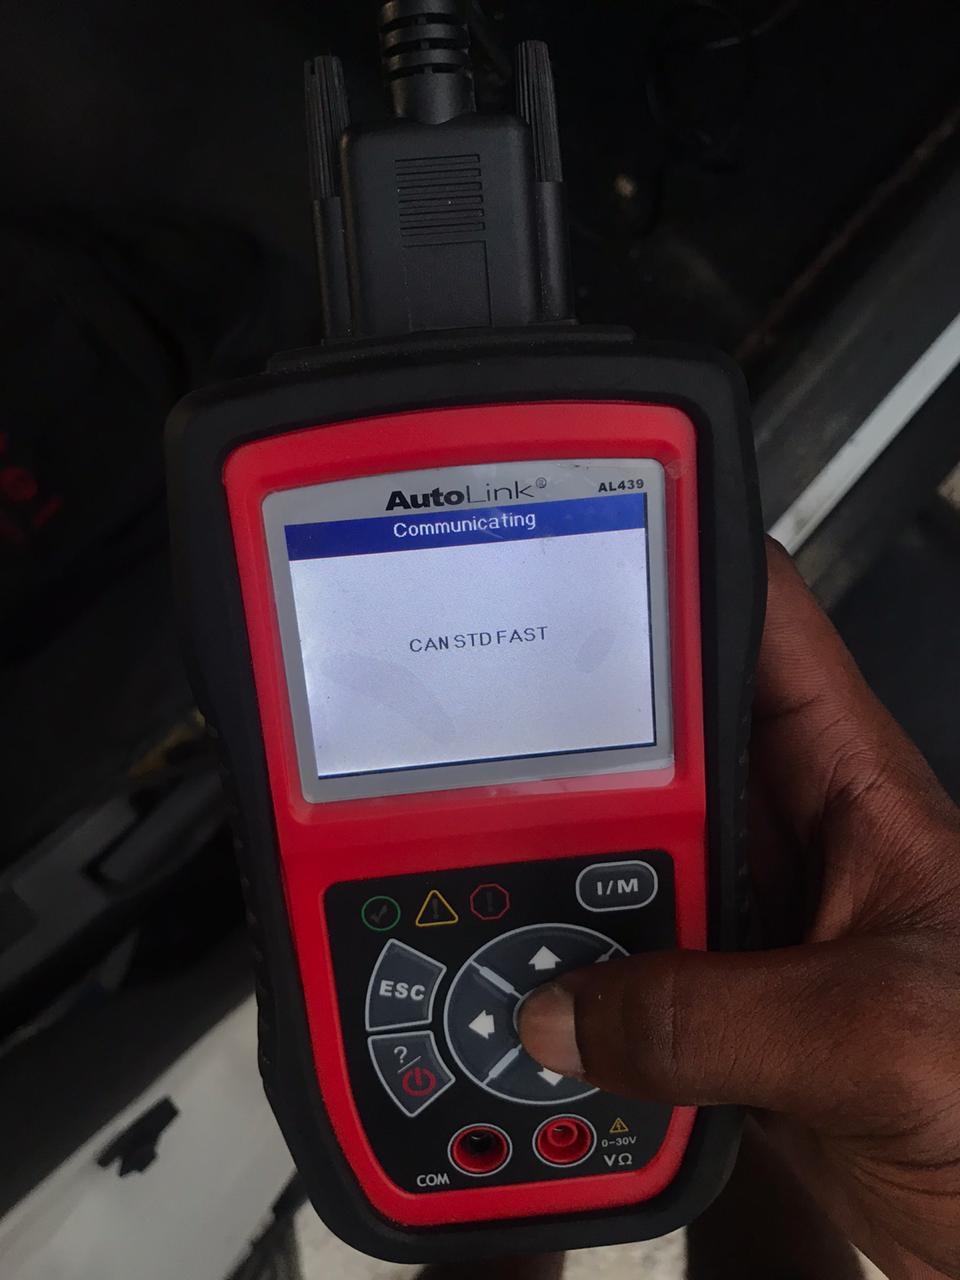 AutoLink® AL439
Communicating
CAN STD FAST
I/M
ESC
?
0-30V
COM
VΩ